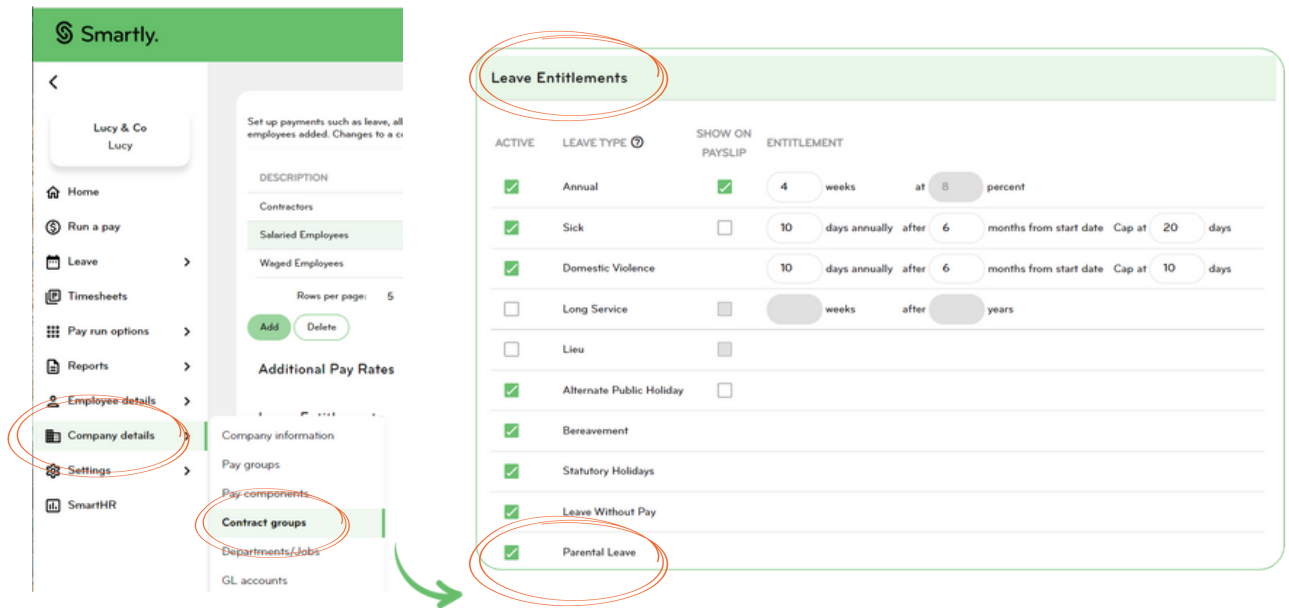 Smartly.
Lucy & Co
Lucy
Home
Run a pay
Leave
Timesheets
Pay run options
Reports
Employee details
Company details
Settings
SmartHR
Set up payments such as leave, all
employees added. Changes to a c
DESCRIPTION
Contractors
Salaried Employees
Waged Employees
Rows per page: 5
Add Delete
Additional Pay Rates
Company information
Pay groups
Pay components
Contract groups
Departments/Jobs
GL accounts
Leave Entitlements
ACTIVE LEAVE TYPE ? SHOW ON PAYSLIP ENTITLEMENT
Annual 4 weeks at 8 percent
Sick 10 days annually after 6 months from start date Cap at 20 days
Domestic Violence 10 days annually after 6 months from start date Cap at 10 days
Long Service weeks after years
Lieu
Alternate Public Holiday
Bereavement
Statutory Holidays
Leave Without Pay
Parental Leave